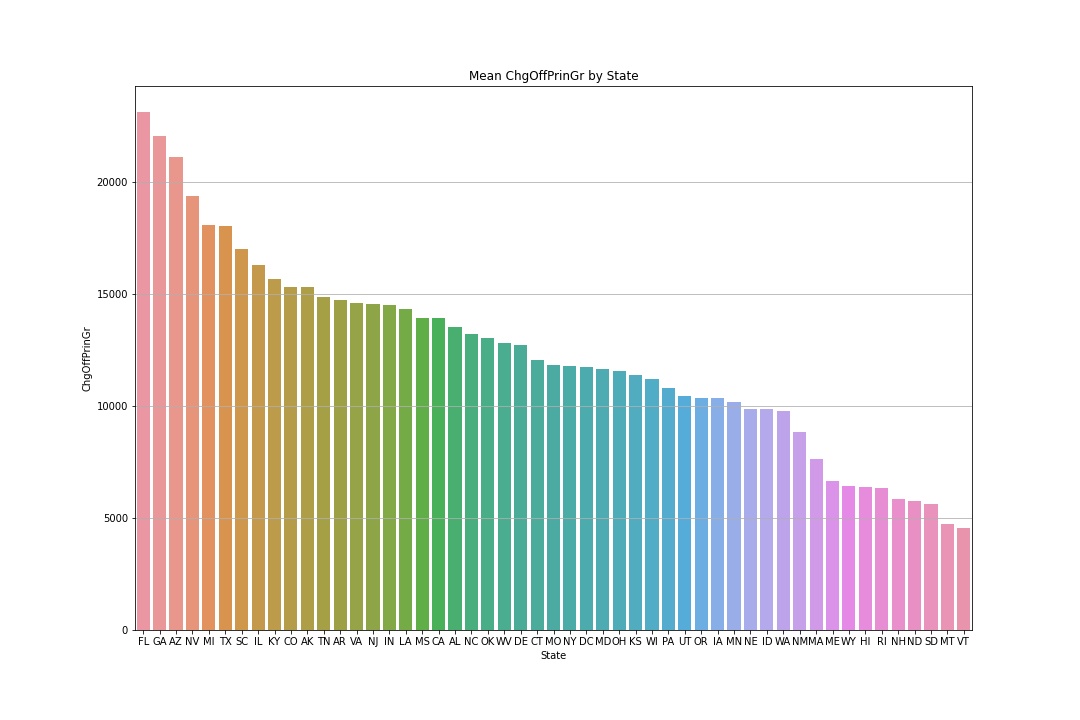 Mean ChgOffPrinGr by State
20000
15000
10000
5000
0
ChgOffPrinGr
FL GA AZ NV MI TX SC IL KY CO AK TN AR VA NJ IN LA MS CA AL NC OK WV DE CT MO NY DC MD OH KS WI PA UT OR IA MN NE ID WA NM MA ME WY HI RI NH ND SD MT VT
State